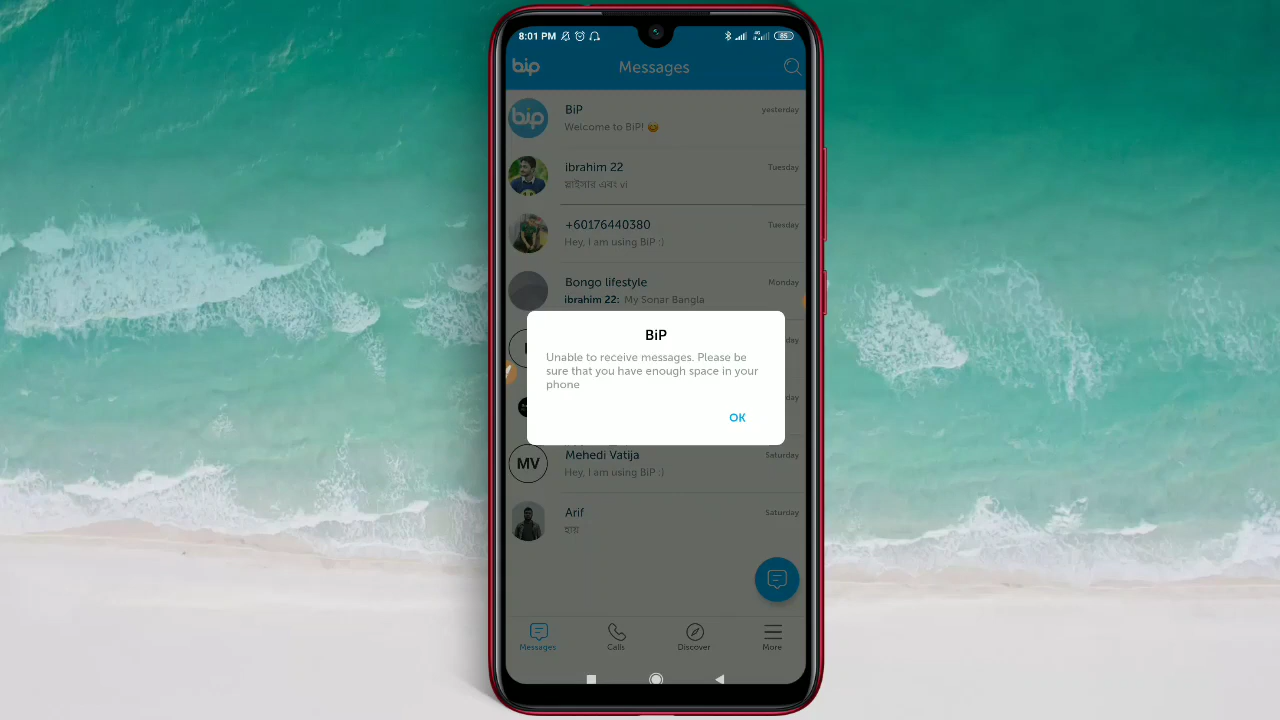 8:01 PM
85
bip
Messages
BiP
yesterday
Welcome to BiP!
bip
ibrahim 22
Tuesday
+60176440380
Tuesday
Hey, I am using BiP :)
Bongo lifestyle
Monday
ibrahim 22: My Sonar Bangla
BiP
Unable to receive messages. Please be
sure that you have enough space in your
phone
OK
MV
Mehedi Vatija
Saturday
Hey, I am using BiP :)
Arif
Saturday
Messages
Calls
Discover
More